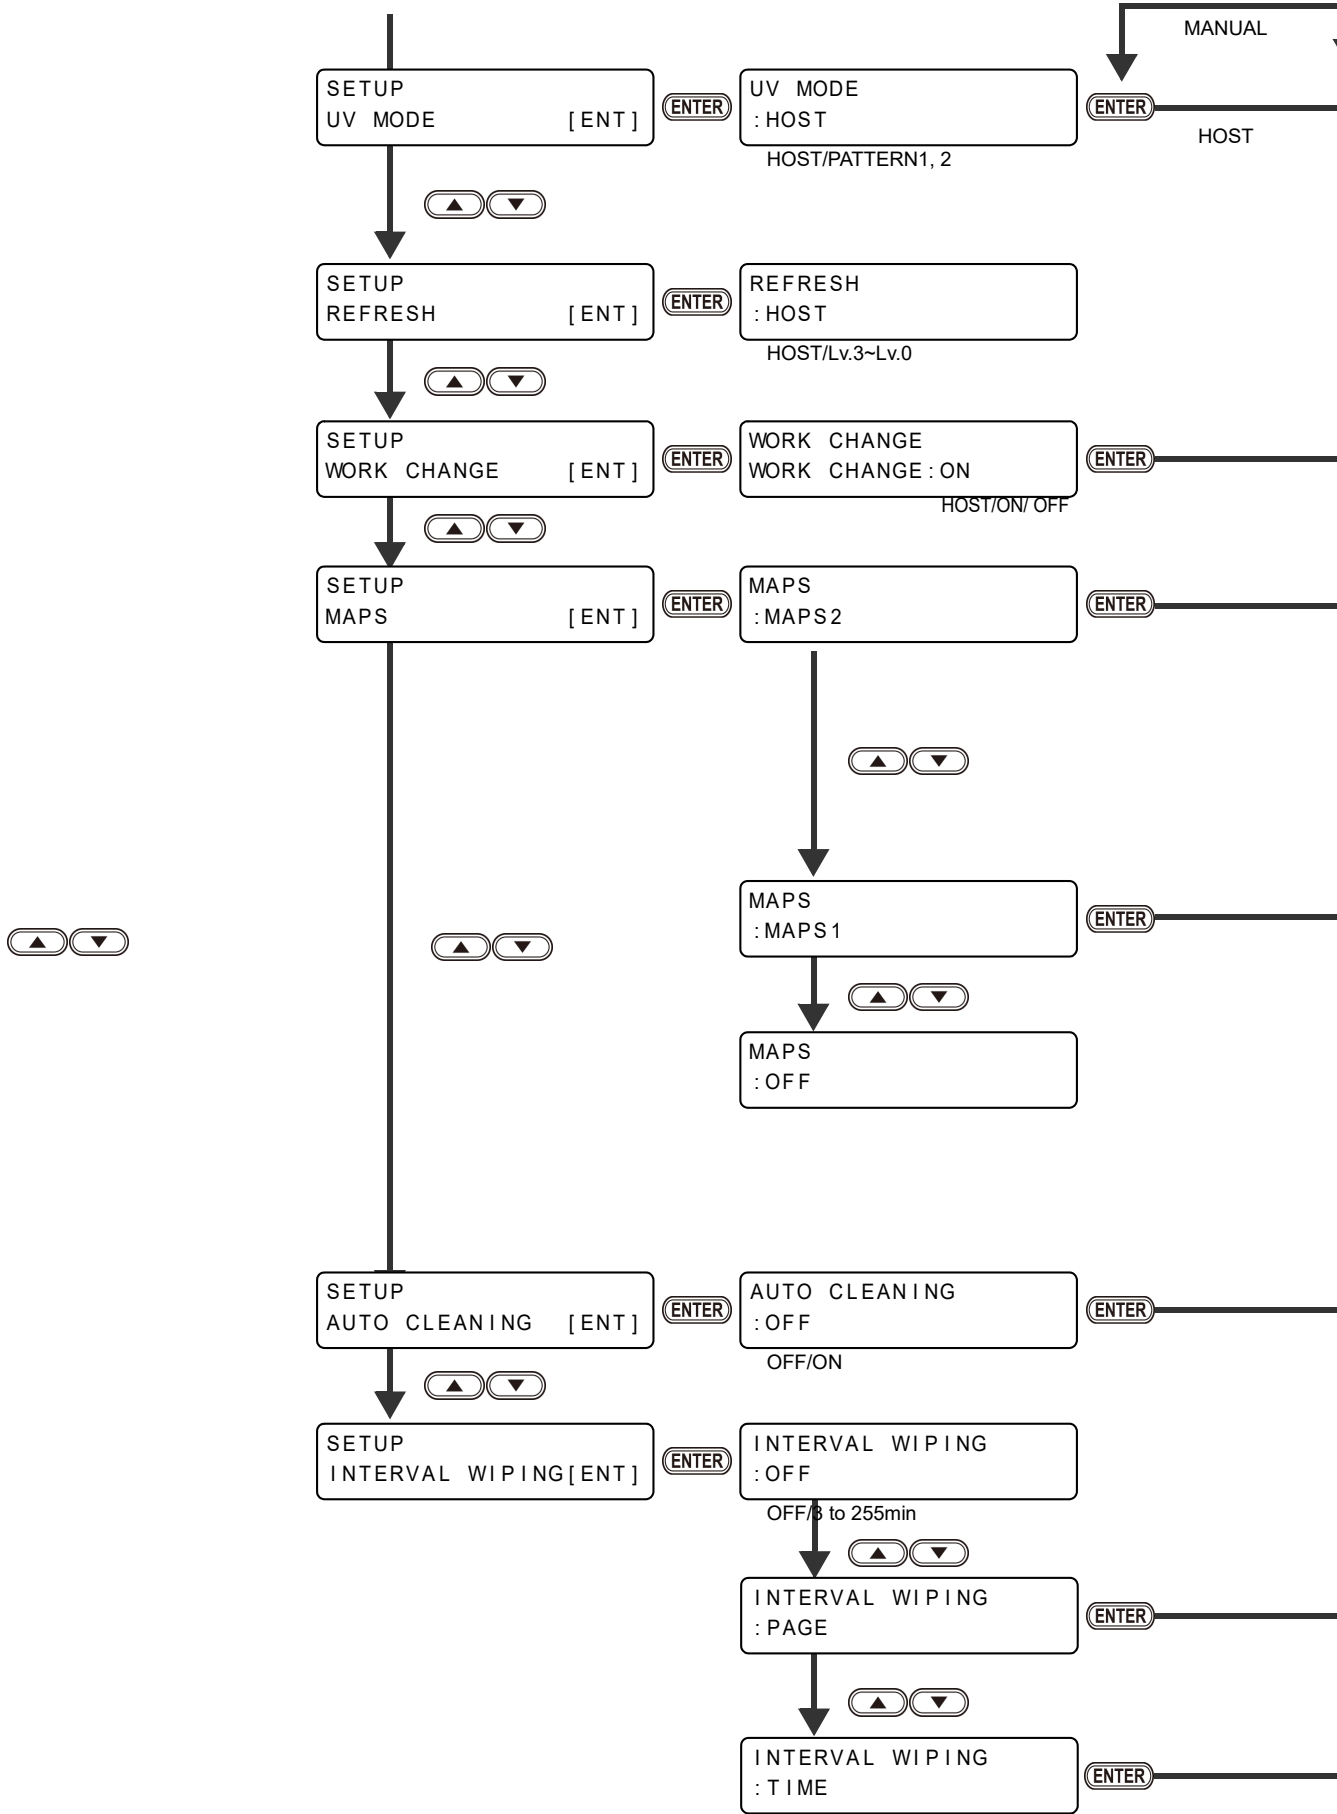 MANUAL
SETUP
UV MODE [ENT]
ENTER
UV MODE
:HOST
ENTER
HOST
HOST/PATTERN1, 2
SETUP
REFRESH [ENT]
ENTER
REFRESH
:HOST
HOST/Lv.3~Lv.0
SETUP
WORK CHANGE [ENT]
ENTER
WORK CHANGE
WORK CHANGE:ON
ENTER
HOST/ON/ OFF
SETUP
MAPS [ENT]
ENTER
MAPS
:MAPS2
ENTER
MAPS
:MAPS1
ENTER
MAPS
:OFF
SETUP
AUTO CLEANING [ENT]
ENTER
AUTO CLEANING
:OFF
ENTER
OFF/ON
SETUP
INTERVAL WIPING[ENT]
ENTER
INTERVAL WIPING
:OFF
OFF/3 to 255min
INTERVAL WIPING
:PAGE
ENTER
INTERVAL WIPING
:TIME
ENTER